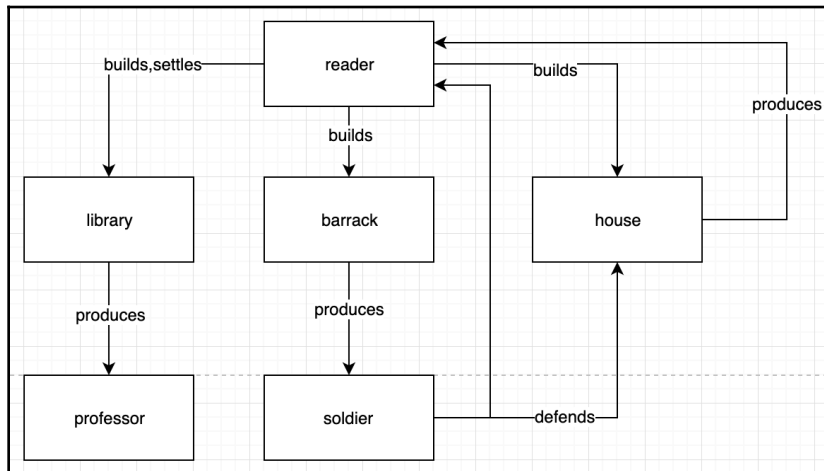 reader
builds,settles
builds
builds
produces
library
barrack
house
produces
produces
professor
soldier
defends